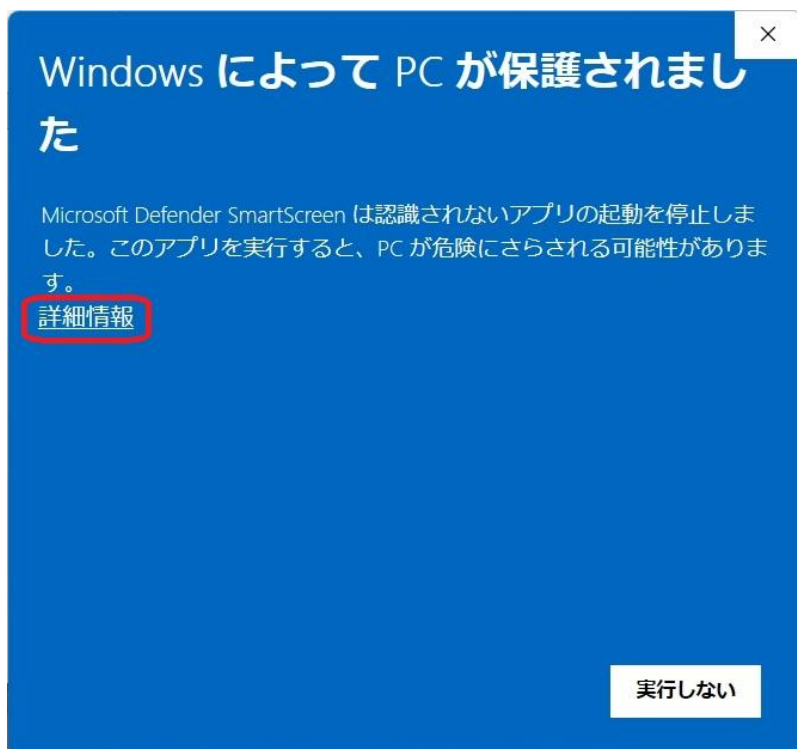 Windows によって PC が保護されまし
た
Microsoft Defender SmartScreen は認識されないアプリの起動を停止しま
した。このアプリを実行すると、PC が危険にさらされる可能性がありま
す。
詳細情報
実行しない